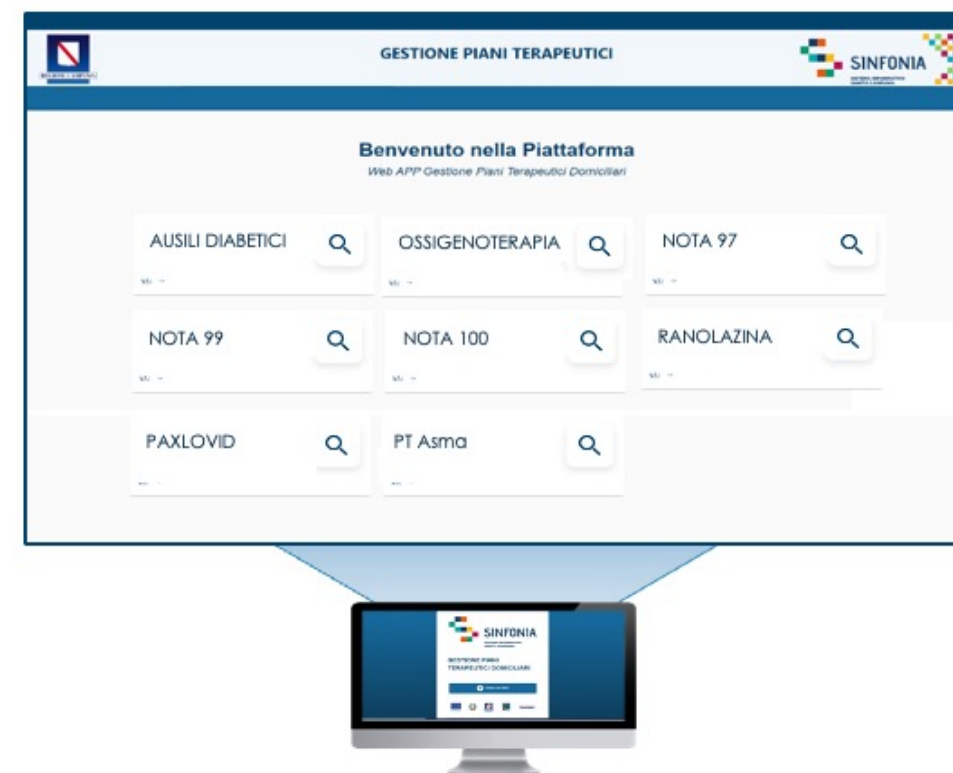 GESTIONE PIANI TERAPEUTICI
SINFONIA
Benvenuto nella Piattaforma
Web APP Gestione Piani Terapeutici Domiciliari
AUSILI DIABETICI
OSSIGENOTERAPIA
NOTA 97
NOTA 99
NOTA 100
RANOLAZINA
PAXLOVID
PT Asma
SINFONIA
GESTIONE PIANI
TERAPEUTICI DOMICILIARI